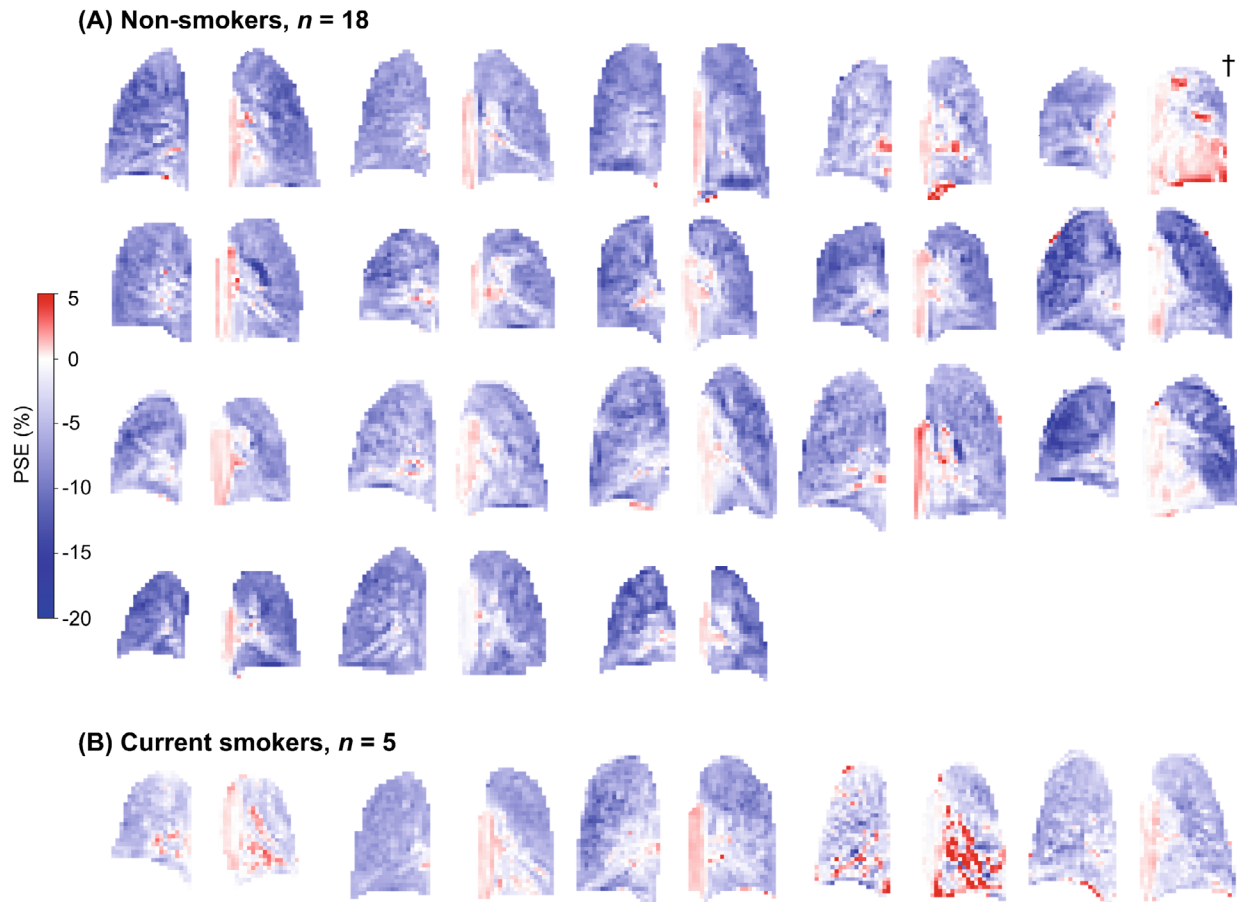 (A) Non-smokers, n = 18
†
5
0
-5
-10
-15
-20
PSE (%)
(B) Current smokers, n = 5